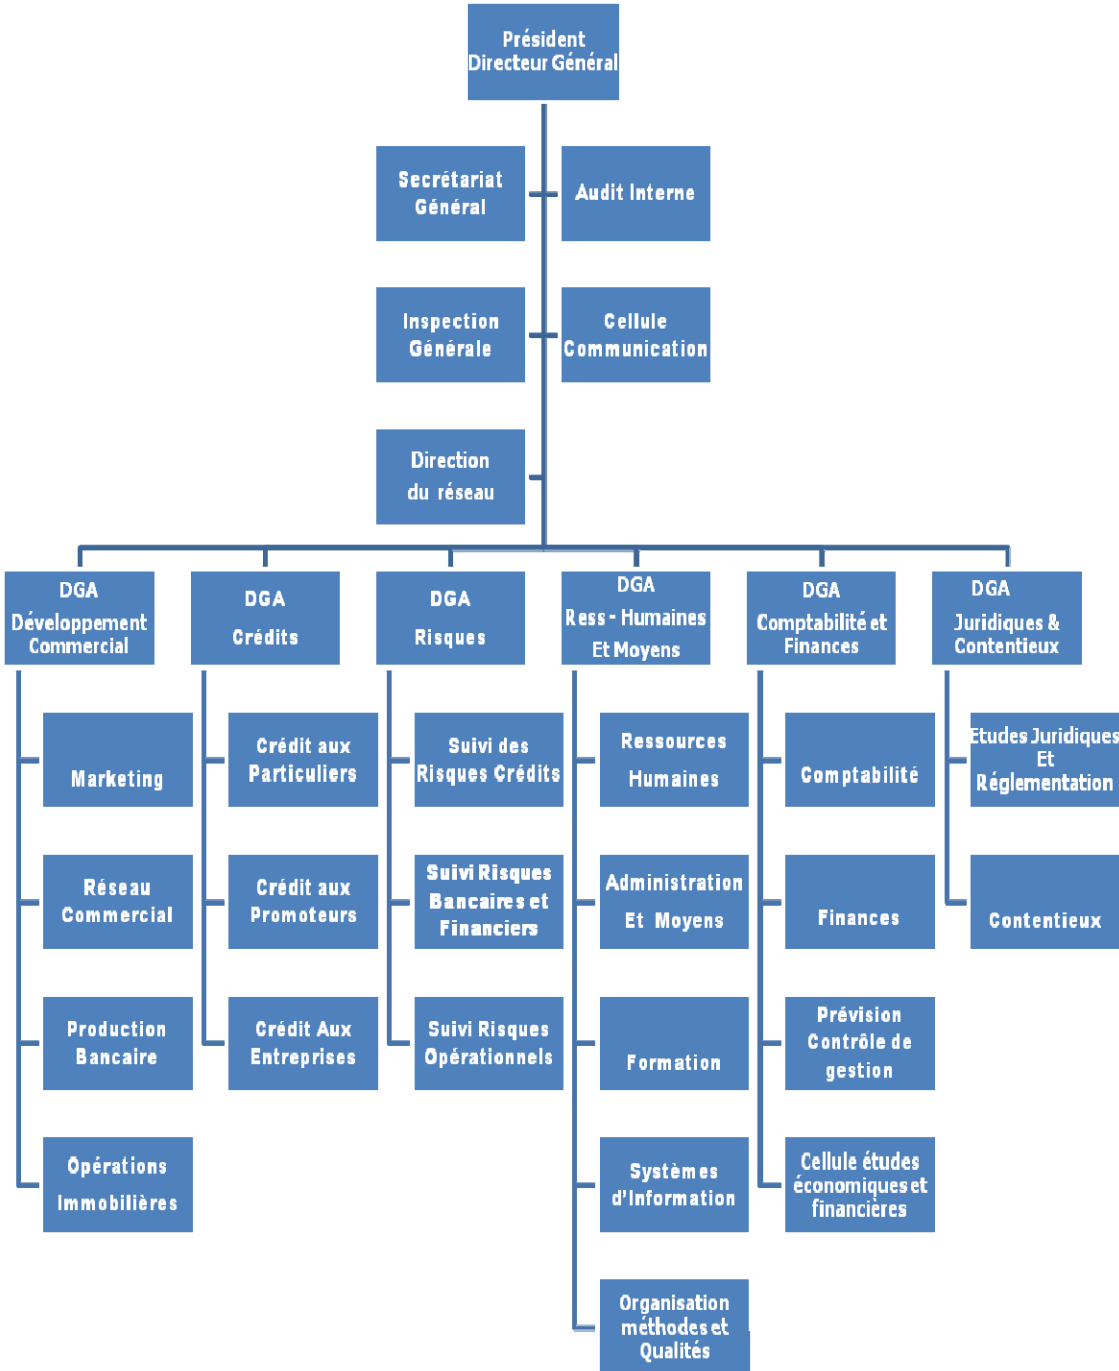 Président
Directeur Général
Secrétariat
Général
Audit Interne
Inspection
Générale
Cellule
Communication
Direction
du réseau
DGA
Développement
Commercial
DGA
Crédits
DGA
Risques
DGA
Ress - Humaines
Et Moyens
DGA
Comptabilité et
Finances
DGA
Juridiques &
Contentieux
Marketing
Crédit aux
Particuliers
Suivi des
Risques Crédits
Ressources
Humaines
Comptabilité
Etudes Juridiques
Et
Réglementation
Réseau
Commercial
Crédit aux
Promoteurs
Suivi Risques
Bancaires et
Financiers
Administration
Et Moyens
Finances
Contentieux
Production
Bancaire
Crédit Aux
Entreprises
Suivi Risques
Opérationnels
Formation
Prévision
Contrôle de
gestion
Opérations
Immobilières
Systèmes
d'Information
Cellule études
économiques et
financières
Organisation
méthodes et
Qualités